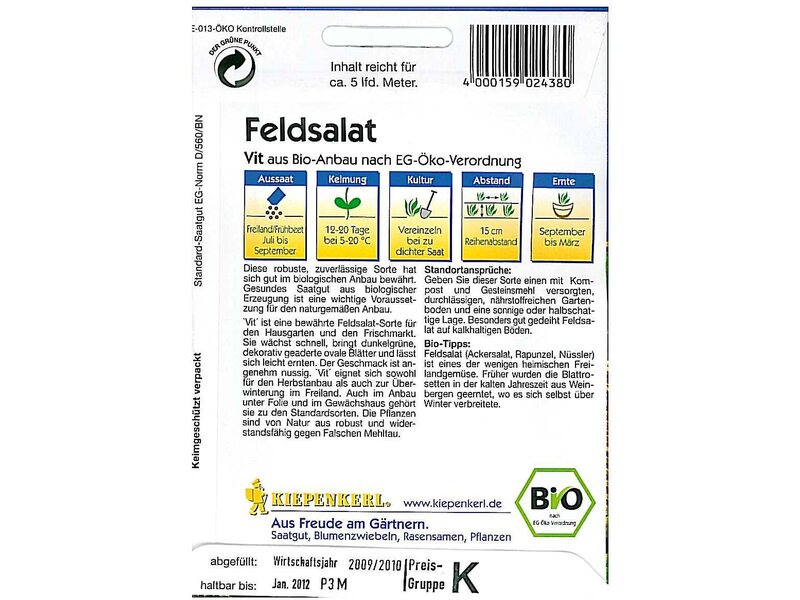 E-013-ÖKO Kontrollstelle
DER GRÜNE PUNKT
Inhalt reicht für
ca. 5 lfd. Meter.
4 000159 024380
Standard-Saatgut EG-Norm D/560/BN
Keimgeschützt verpackt
Feldsalat
Vit aus Bio-Anbau nach EG-Öko-Verordnung
Aussaat
Freiland/Frühbeet
Juli bis
September
Keimung
12-20 Tage
bei 5-20 °C
Kultur
Vereinzeln
bei zu
dichter Saat
Abstand
15 cm
Reihenabstand
Ernte
September
bis März
Diese robuste, zuverlässige Sorte hat
sich gut im biologischen Anbau bewährt.
Gesundes Saatgut aus biologischer
Erzeugung ist eine wichtige Vorausset-
zung für den naturgemäßen Anbau.
'Vit' ist eine bewährte Feldsalat-Sorte für
den Hausgarten und den Frischmarkt.
Sie wächst schnell, bringt dunkelgrüne,
dekorativ geaderte ovale Blätter und lässt
sich leicht ernten. Der Geschmack ist an-
genehm nussig. 'Vit' eignet sich sowohl
für den Herbstanbau als auch zur Über-
winterung im Freiland. Auch im Anbau
unter Folie und im Gewächshaus gehört
sie zu den Standardsorten. Die Pflanzen
sind von Natur aus robust und wider-
standsfähig gegen Falschen Mehltau.
Standortansprüche:
Geben Sie dieser Sorte einen mit Kom-
post und Gesteinsmehl versorgten,
durchlässigen, nährstoffreichen Garten-
boden und eine sonnige oder halbschat-
tige Lage. Besonders gut gedeiht Feldsa-
lat auf kalkhaltigen Böden.
Bio-Tipps:
Feldsalat (Ackersalat, Rapunzel, Nüssler)
ist eines der wenigen heimischen Frei-
landgemüse. Früher wurden die Blattro-
setten in der kalten Jahreszeit aus Wein-
bergen geerntet, wo es sich selbst über
Winter verbreitete.
KIEPENKERL®
www.kiepenkerl.de
Aus Freude am Gärtnern.
Saatgut, Blumenzwiebeln, Rasensamen, Pflanzen
Bio
nach
EG-Öko-Verordnung
abgefüllt: Wirtschaftsjahr 2009/2010 Preis-
Gruppe K
haltbar bis: Jan. 2012 P3M